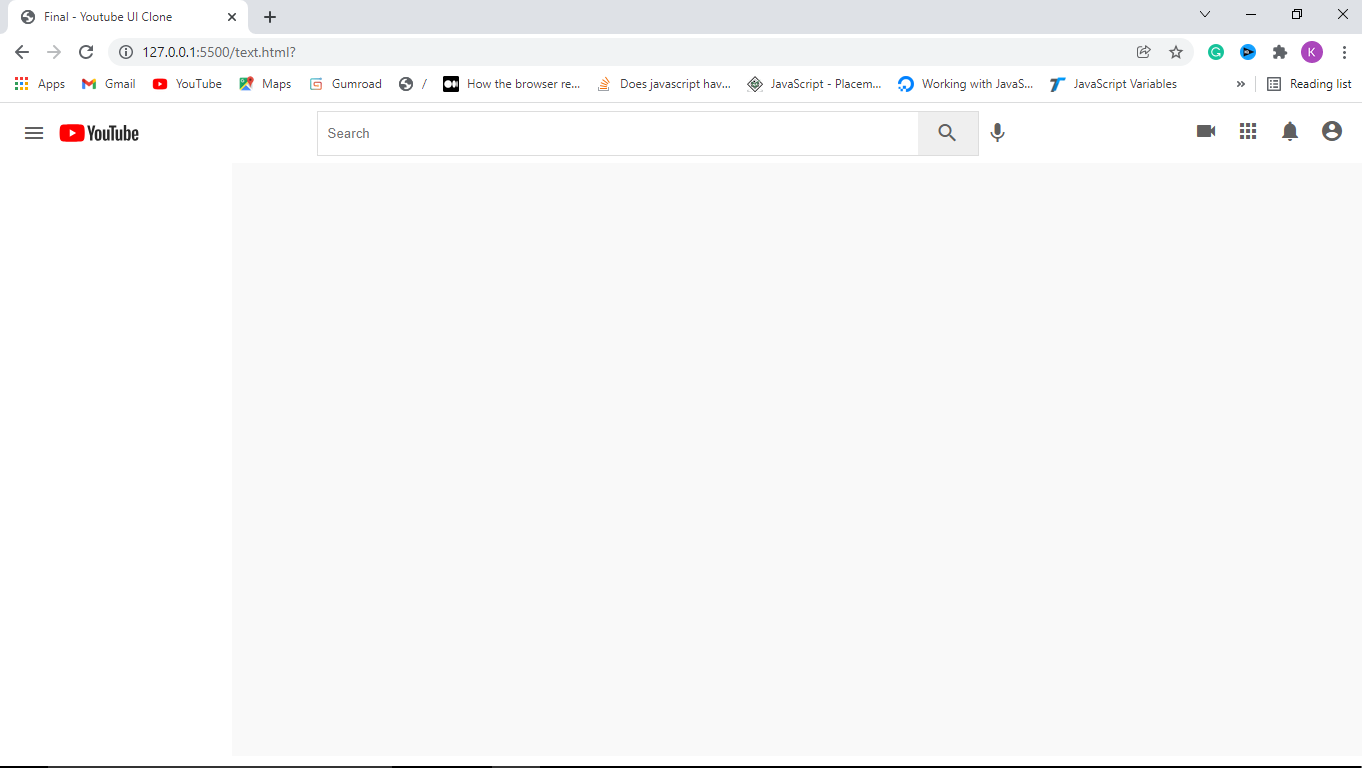 Final - Youtube UI Clone
127.0.0.1:5500/text.html?
K
Apps Gmail YouTube Maps Gumroad / How the browser re... Does javascript hav... JavaScript - Placem... Working with JavaS... JavaScript Variables » Reading list
YouTube Search